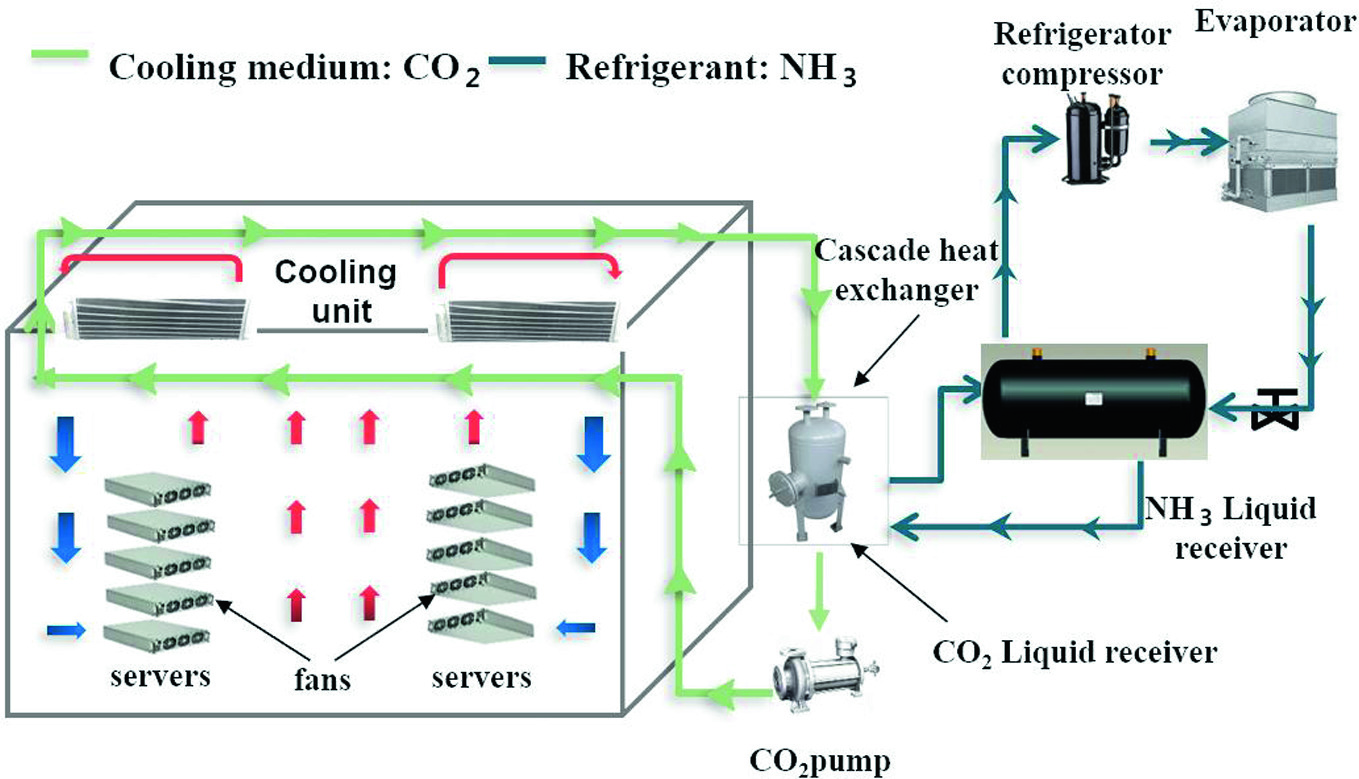 Cooling medium: CO2
Refrigerant: NH3
Refrigerator
compressor
Evaporator
Cooling
unit
Cascade heat
exchanger
NH3 Liquid
receiver
CO2 Liquid receiver
servers
fans
servers
CO2pump